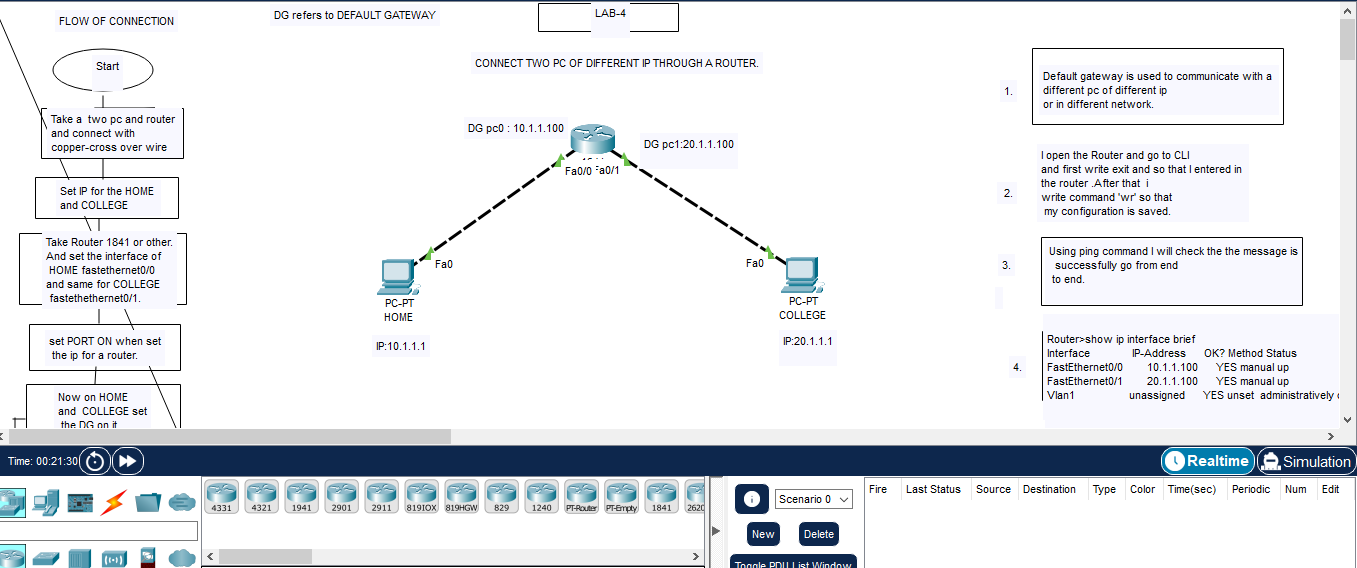 FLOW OF CONNECTION
DG refers to DEFAULT GATEWAY
LAB-4
CONNECT TWO PC OF DIFFERENT IP THROUGH A ROUTER.
Start
Take a two pc and router
and connect with
copper-cross over wire
Set IP for the HOME
and COLLEGE
Take Router 1841 or other.
And set the interface of
HOME fastethernet0/0
and same for COLLEGE
fastethethernet0/1.
set PORT ON when set
the ip for a router.
Now on HOME
and COLLEGE set
the DG on it
DG pc0 : 10.1.1.100
DG pc1:20.1.1.100
Fa0/0
Fa0/1
Fa0
Fa0
PC-PT
HOME
IP:10.1.1.1
PC-PT
COLLEGE
IP:20.1.1.1
1.
Default gateway is used to communicate with a
different pc of different ip
or in different network.
2.
I open the Router and go to CLI
and first write exit and so that I entered in
the router .After that i
write command 'wr' so that
my configuration is saved.
3.
Using ping command I will check the the message is
successfully go from end
to end.
4.
Router>show ip interface brief
Interface IP-Address OK? Method Status
FastEthernet0/0 10.1.1.100 YES manual up
FastEthernet0/1 20.1.1.100 YES manual up
Vlan1 unassigned YES unset administratively
Time: 00:21:30
Realtime
Simulation
4331
4321
1941
2901
2911
819IOX
819HGW
829
1240
PT-Router
PT-Empty
1841
2620
Scenario 0
New
Delete
Toggle PDU List Window
Fire Last Status Source Destination Type Color Time(sec) Periodic Num Edit